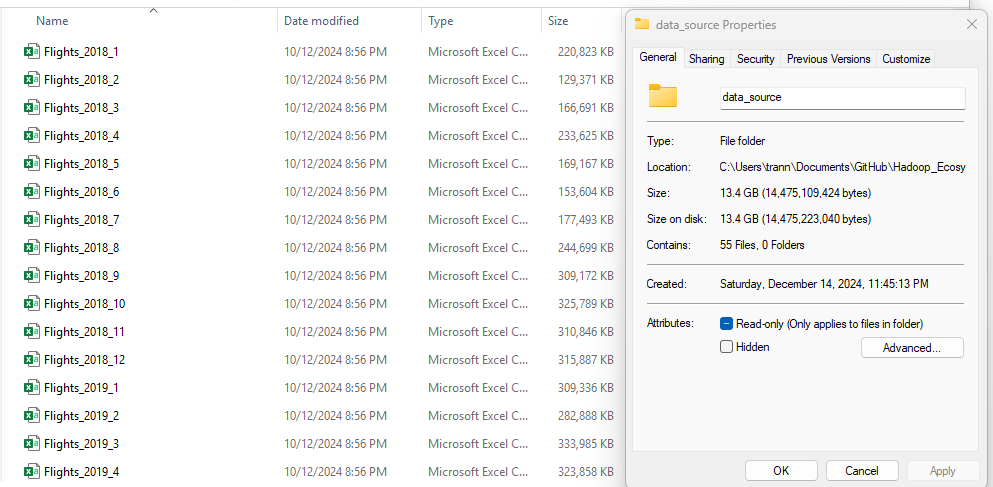 Name Date modified Type Size
Flights_2018_1 10/12/2024 8:56 PM Microsoft Excel C... 220,823 KB
Flights_2018_2 10/12/2024 8:56 PM Microsoft Excel C... 129,371 KB
Flights_2018_3 10/12/2024 8:56 PM Microsoft Excel C... 166,691 KB
Flights_2018_4 10/12/2024 8:56 PM Microsoft Excel C... 233,625 KB
Flights_2018_5 10/12/2024 8:56 PM Microsoft Excel C... 169,167 KB
Flights_2018_6 10/12/2024 8:56 PM Microsoft Excel C... 153,604 KB
Flights_2018_7 10/12/2024 8:56 PM Microsoft Excel C... 177,493 KB
Flights_2018_8 10/12/2024 8:56 PM Microsoft Excel C... 244,699 KB
Flights_2018_9 10/12/2024 8:56 PM Microsoft Excel C... 309,172 KB
Flights_2018_10 10/12/2024 8:56 PM Microsoft Excel C... 325,789 KB
Flights_2018_11 10/12/2024 8:56 PM Microsoft Excel C... 310,846 KB
Flights_2018_12 10/12/2024 8:56 PM Microsoft Excel C... 315,887 KB
Flights_2019_1 10/12/2024 8:56 PM Microsoft Excel C... 309,336 KB
Flights_2019_2 10/12/2024 8:56 PM Microsoft Excel C... 282,888 KB
Flights_2019_3 10/12/2024 8:56 PM Microsoft Excel C... 333,985 KB
Flights_2019_4 10/12/2024 8:56 PM Microsoft Excel C... 323,858 KB
data_source Properties
General Sharing Security Previous Versions Customize
data_source
Type: File folder
Location: C:\Users\trann\Documents\GitHub\Hadoop_Ecosy
Size: 13.4 GB (14,475,109,424 bytes)
Size on disk: 13.4 GB (14,475,223,040 bytes)
Contains: 55 Files, 0 Folders
Created: Saturday, December 14, 2024, 11:45:13 PM
Attributes: Read-only (Only applies to files in folder)
Hidden Advanced...
OK Cancel Apply